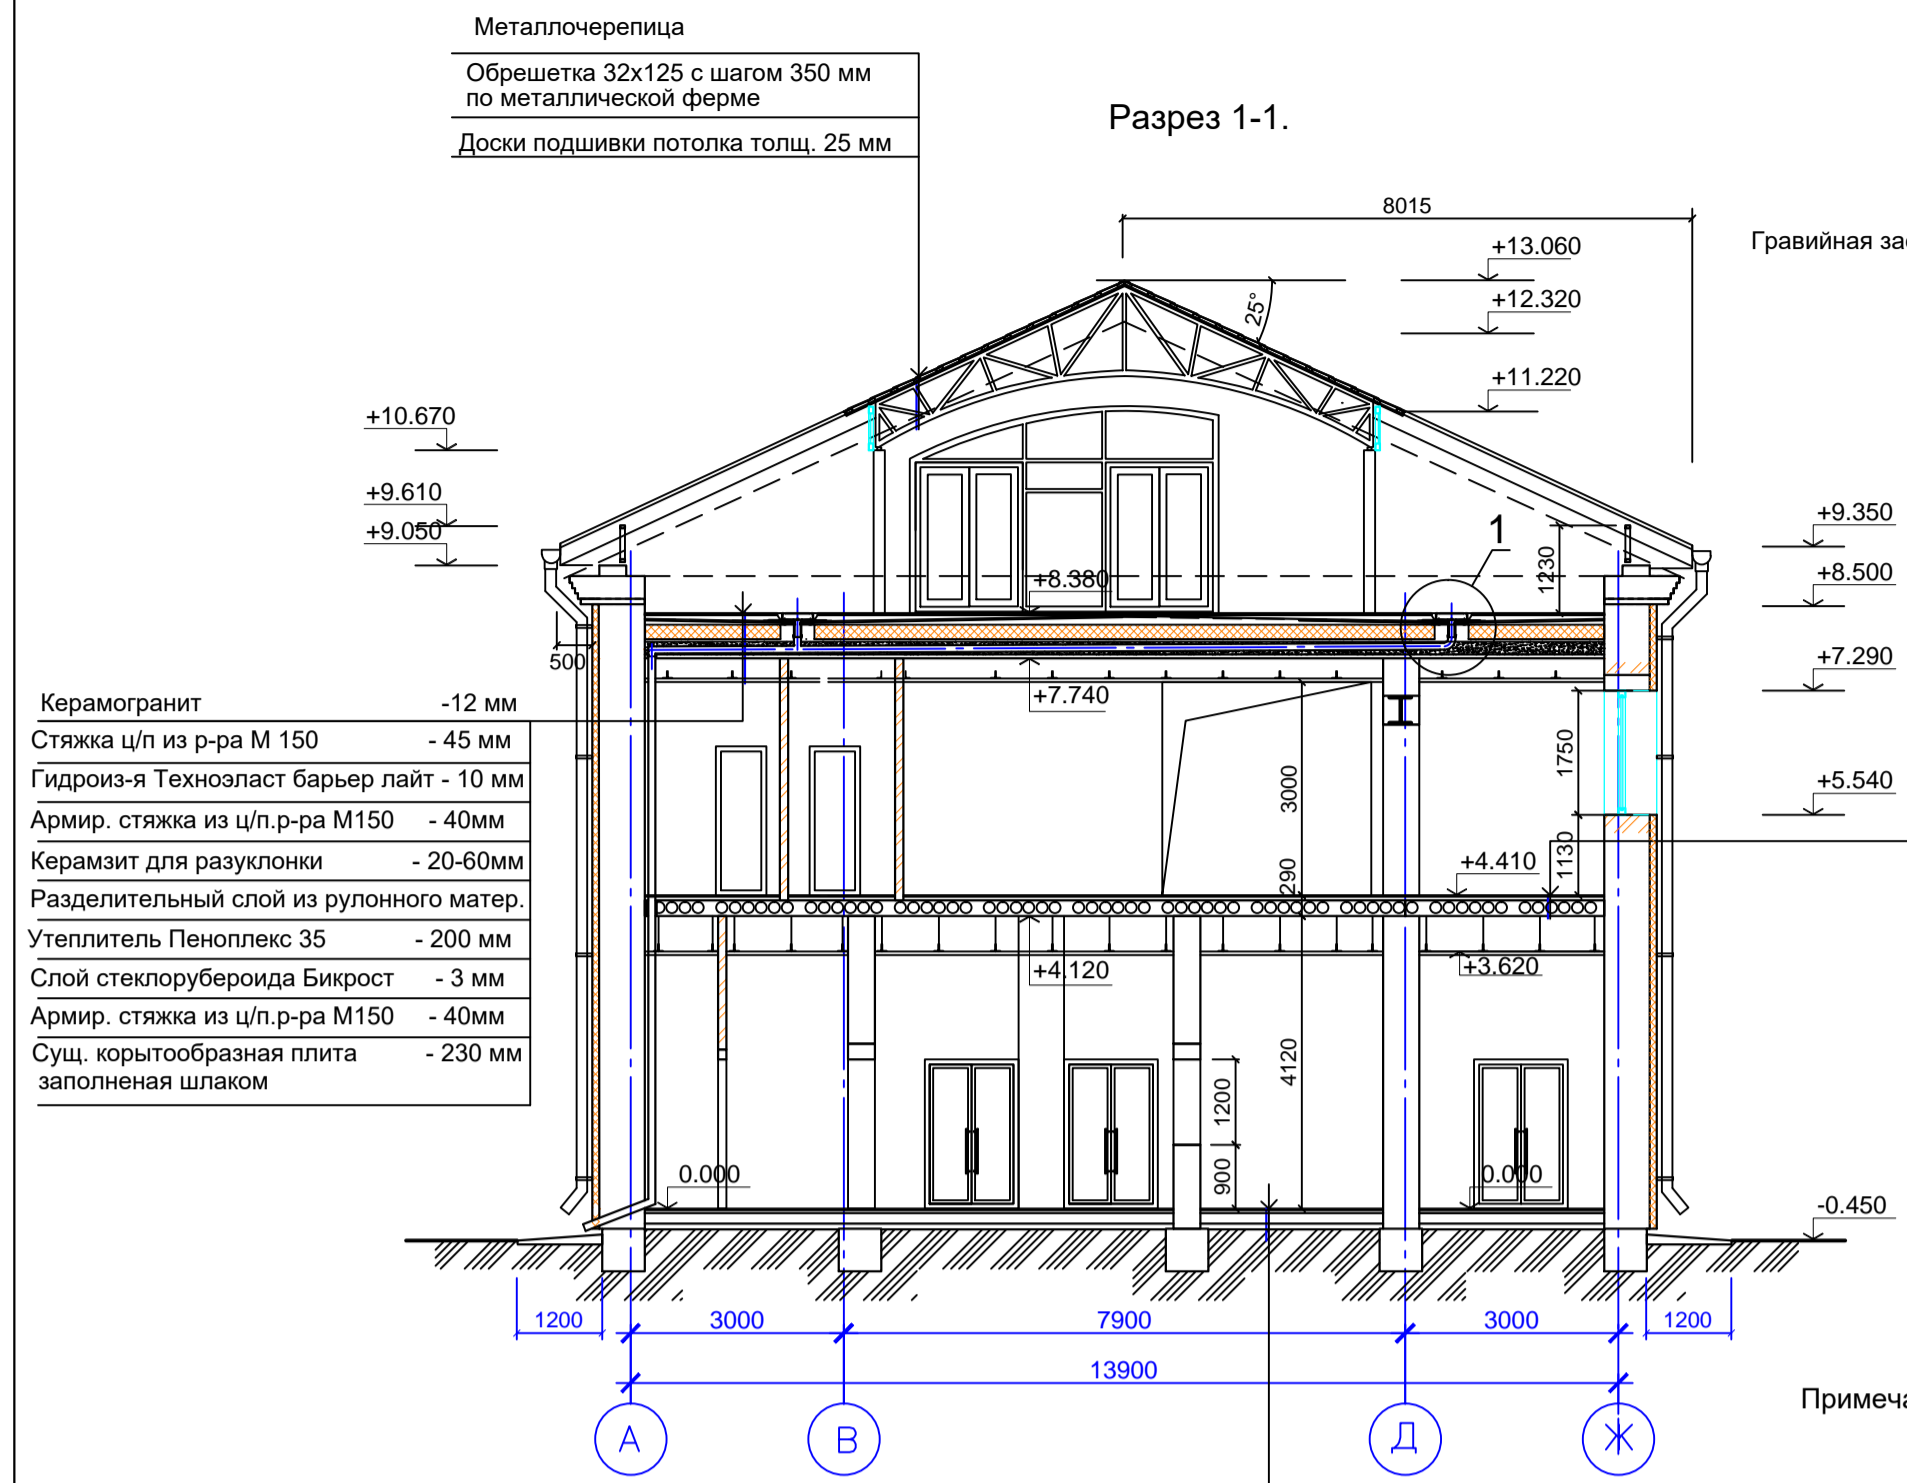 Металлочерепица
Обрешетка 32х125 с шагом 350 мм
по металлической ферме
Доски подшивки потолка толщ. 25 мм
Разрез 1-1.
8015
Гравийная
+13.060
+12.320
25°
+11.220
+10.670
+9.610
+9.050
1
1230
+9.350
+8.380
+8.500
500
+7.290
+7.740
Керамогранит -12 мм
Стяжка ц/п из р-ра М 150 - 45 мм
Гидроиз-я Техноэласт барьер лайт - 10 мм
Армир. стяжка из ц/п.р-ра М150 - 40мм
Керамзит для разуклонки - 20-60мм
Разделительный слой из рулонного матер.
Утеплитель Пеноплекс 35 - 200 мм
Слой стеклорубероида Бикрост - 3 мм
Армир. стяжка из ц/п.р-ра М150 - 40мм
Сущ. корытообразная плита - 230 мм
заполненая шлаком
1750
3000
+5.540
1130
290
+4.410
+4.120
+3.620
4120
1200
900
0.000
0.000
-0.450
1200
3000
7900
3000
1200
13900
А
В
Д
Ж